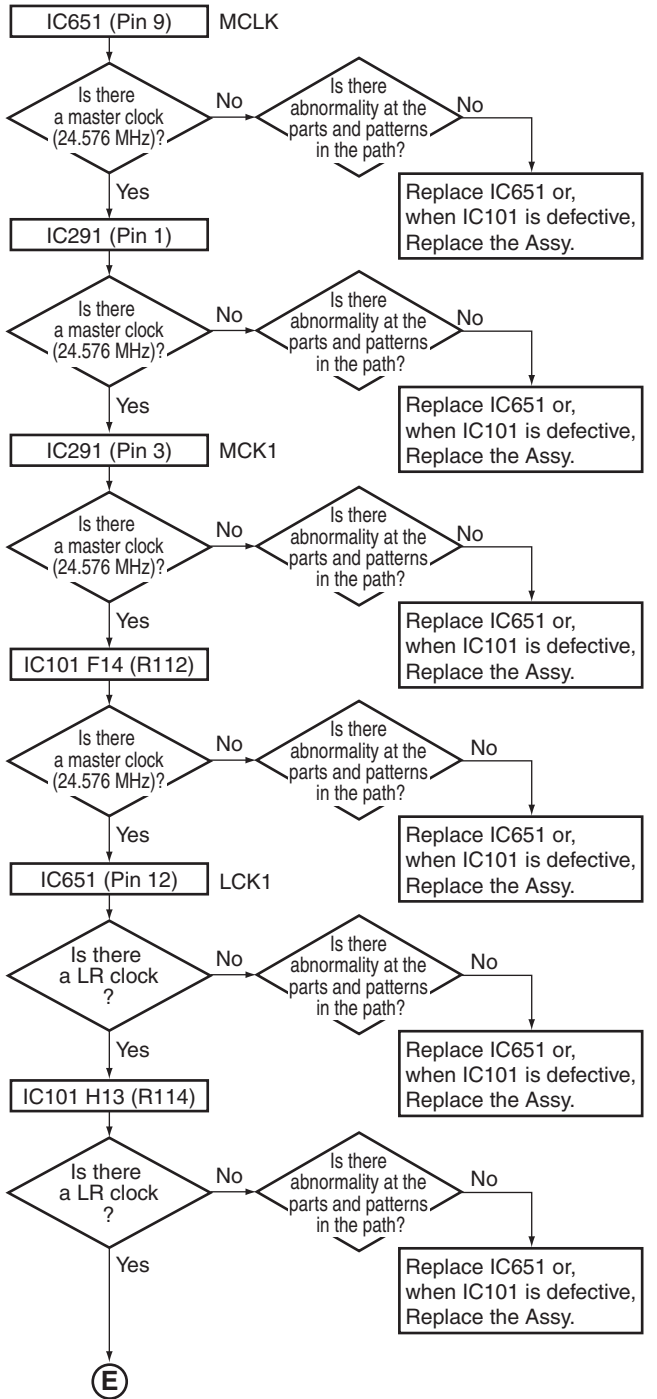 IC651 (Pin 9) MCLK
Is there
a master clock
(24.576 MHz)?
No
Is there
abnormality at the
parts and patterns
in the path?
No
Yes
Replace IC651 or,
when IC101 is defective,
Replace the Assy.
IC291 (Pin 1)
Is there
a master clock
(24.576 MHz)?
No
Is there
abnormality at the
parts and patterns
in the path?
No
Yes
Replace IC651 or,
when IC101 is defective,
Replace the Assy.
IC291 (Pin 3) MCK1
Is there
a master clock
(24.576 MHz)?
No
Is there
abnormality at the
parts and patterns
in the path?
No
Yes
Replace IC651 or,
when IC101 is defective,
Replace the Assy.
IC101 F14 (R112)
Is there
a master clock
(24.576 MHz)?
No
Is there
abnormality at the
parts and patterns
in the path?
No
Yes
Replace IC651 or,
when IC101 is defective,
Replace the Assy.
IC651 (Pin 12) LCK1
Is there
a LR clock
?
No
Is there
abnormality at the
parts and patterns
in the path?
No
Yes
Replace IC651 or,
when IC101 is defective,
Replace the Assy.
IC101 H13 (R114)
Is there
a LR clock
?
No
Is there
abnormality at the
parts and patterns
in the path?
No
Yes
Replace IC651 or,
when IC101 is defective,
Replace the Assy.
E